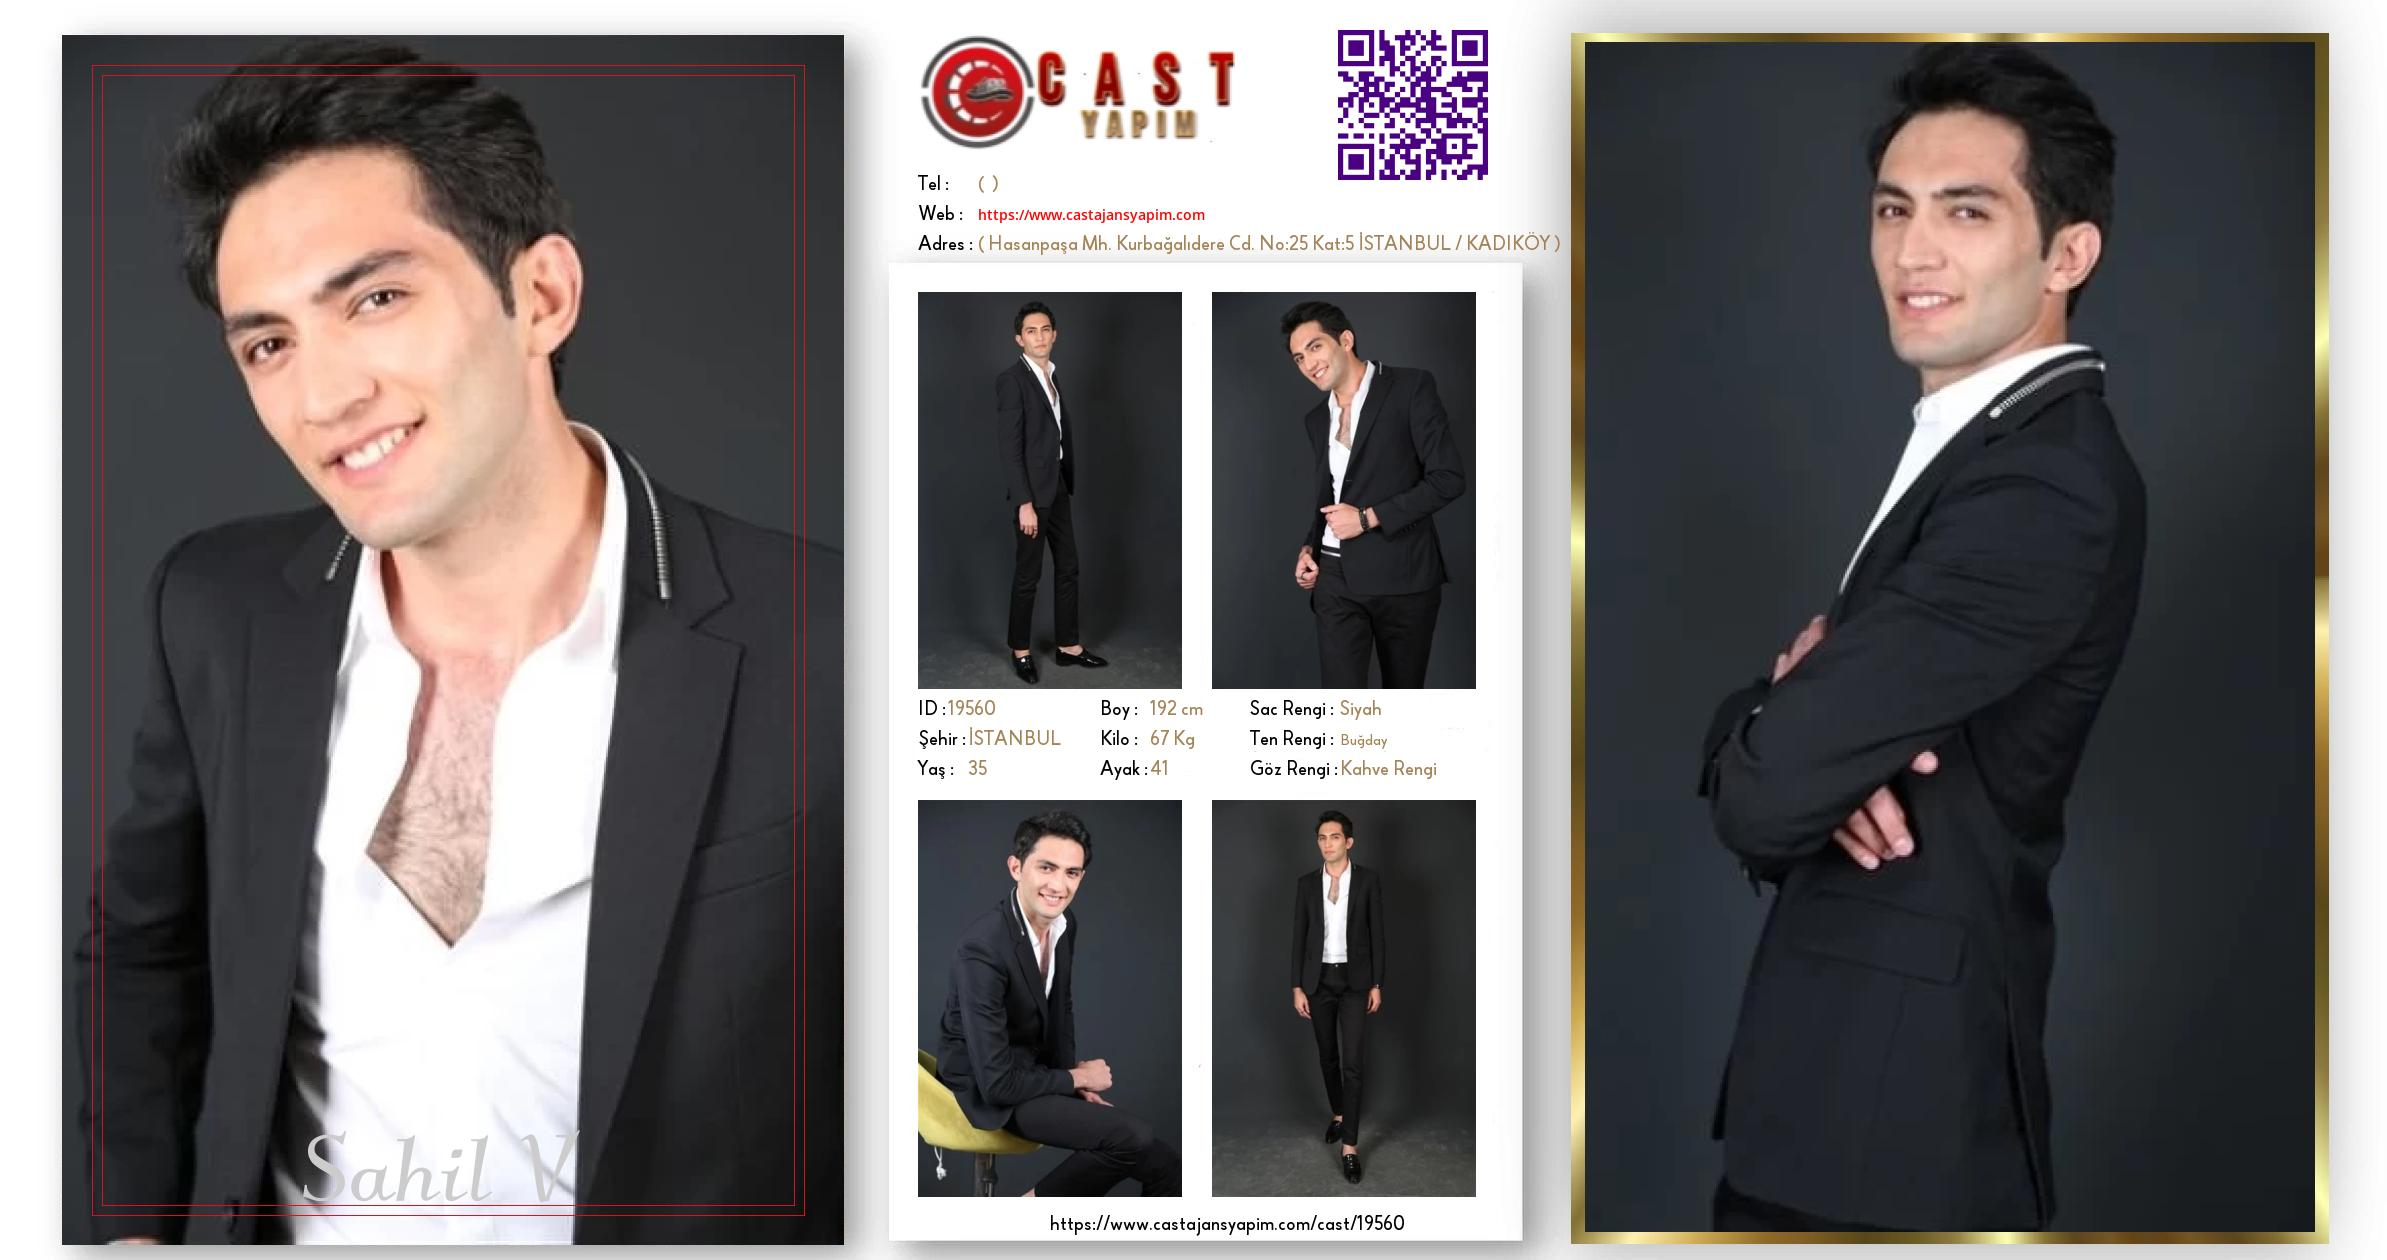 Sahil V
CAST
YAPIM
Tel : ( )
Web : https://www.castajansyapim.com
Adres : ( Hasanpaşa Mh. Kurbağalıdere Cd. No:25 Kat:5 İSTANBUL / KADIKÖY )
ID : 19560 Boy : 192 cm Sac Rengi : Siyah
Şehir : İSTANBUL Kilo : 67 Kg Ten Rengi : Buğday
Yaş : 35 Ayak : 41 Göz Rengi : Kahve Rengi
https://www.castajansyapim.com/cast/19560